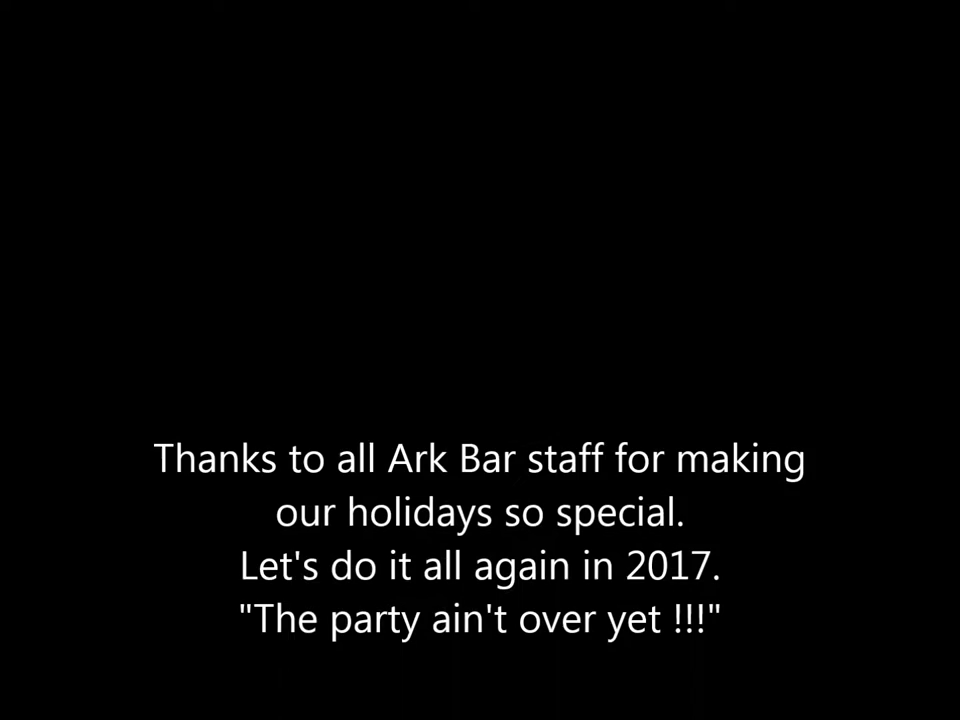 Thanks to all Ark Bar staff for making
our holidays so special.
Let's do it all again in 2017.
"The party ain't over yet !!!"